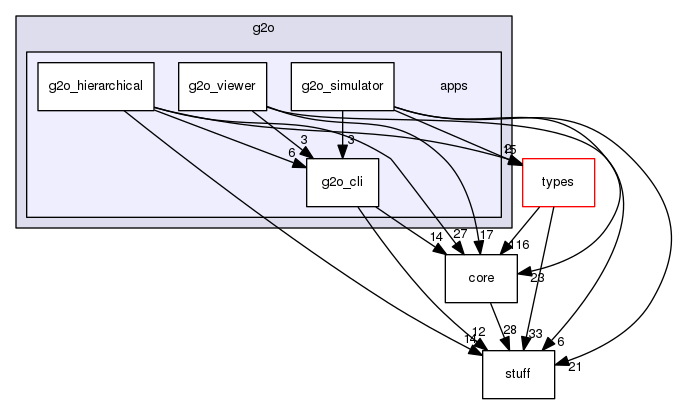 g2o
g2o_hierarchical
g2o_viewer
g2o_simulator
apps
3
3
6
15
g2o_cli
types
14
27
17
116
23
core
12
14
28
33
6
21
stuff